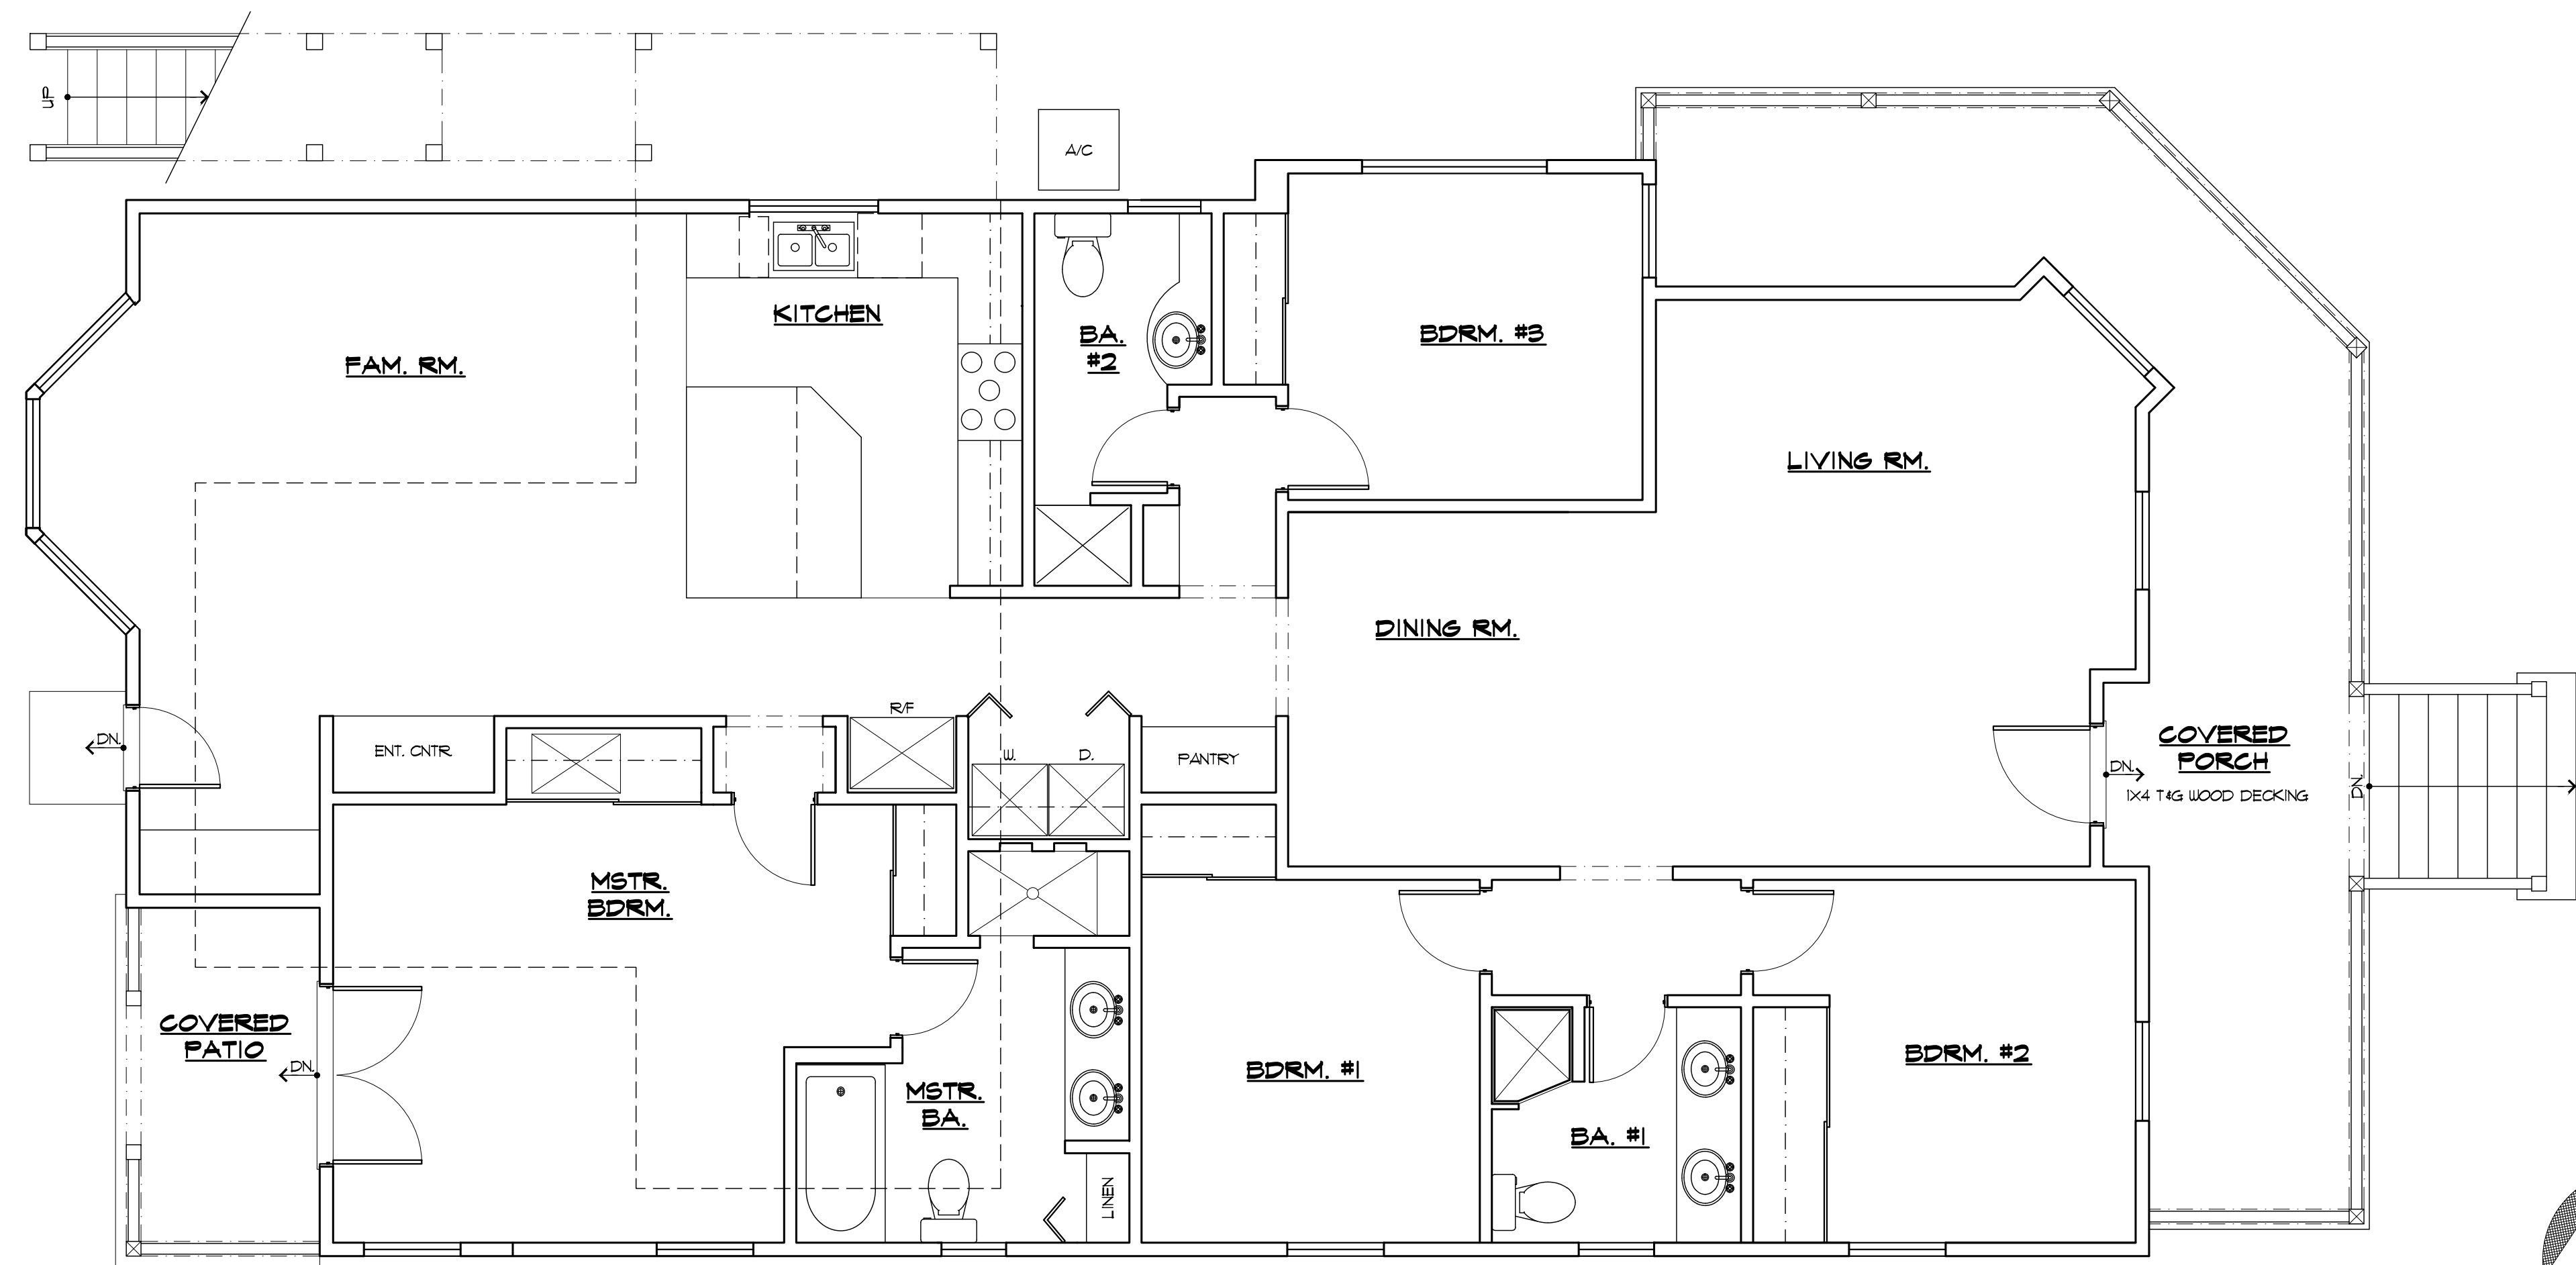 UP
A/C
KITCHEN
BA.
#2
BDRM. #3
FAM. RM.
LIVING RM.
DINING RM.
R/F
ENT. CNTR.
W.
D.
PANTRY
DN.
COVERED
PORCH
DN.
1X4 T&G WOOD DECKING
DN.
MSTR.
BDRM.
COVERED
PATIO
DN.
MSTR.
BA.
LINEN
BDRM. #1
BA. #1
BDRM. #2